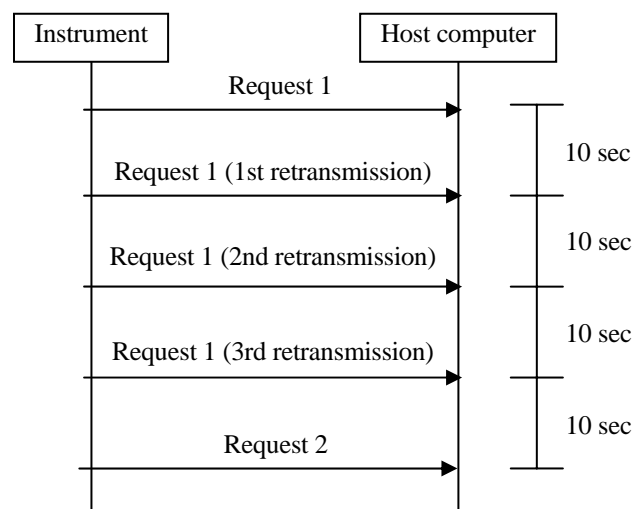 Instrument
Host computer
Request 1
10 sec
Request 1 (1st retransmission)
10 sec
Request 1 (2nd retransmission)
10 sec
Request 1 (3rd retransmission)
10 sec
Request 2